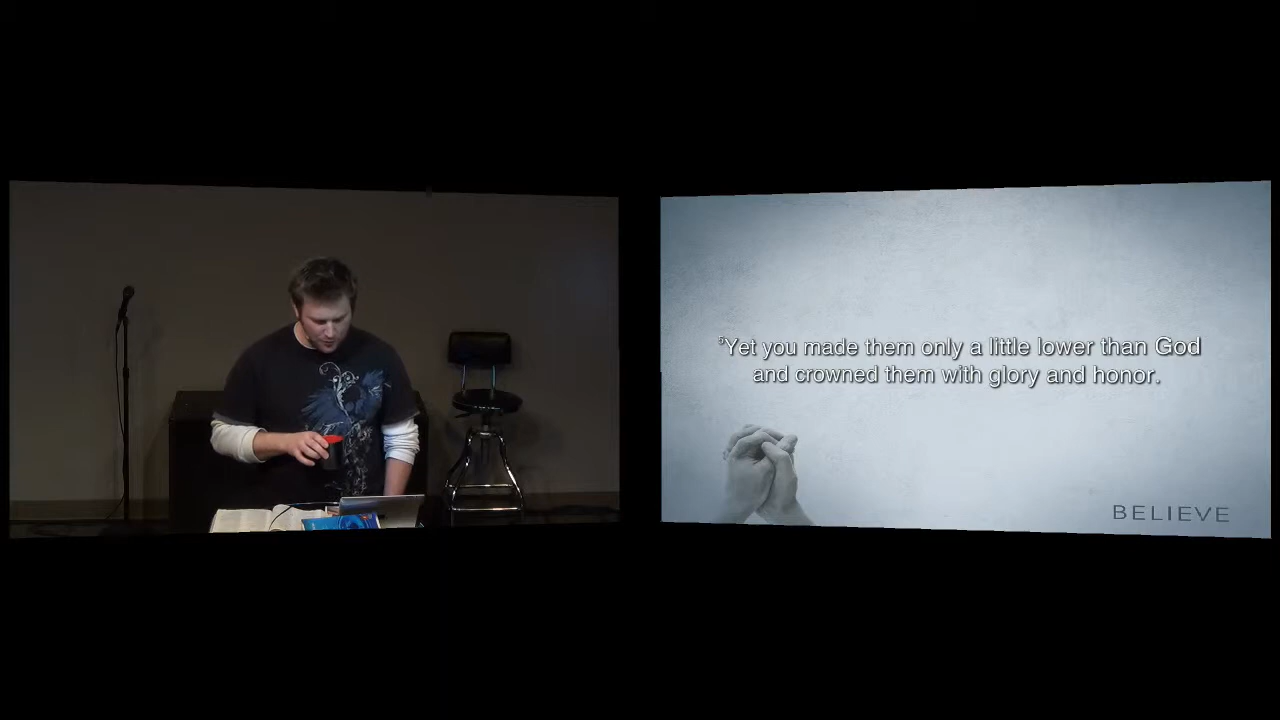 ⁵Yet you made them only a little lower than God
and crowned them with glory and honor.
BELIEVE